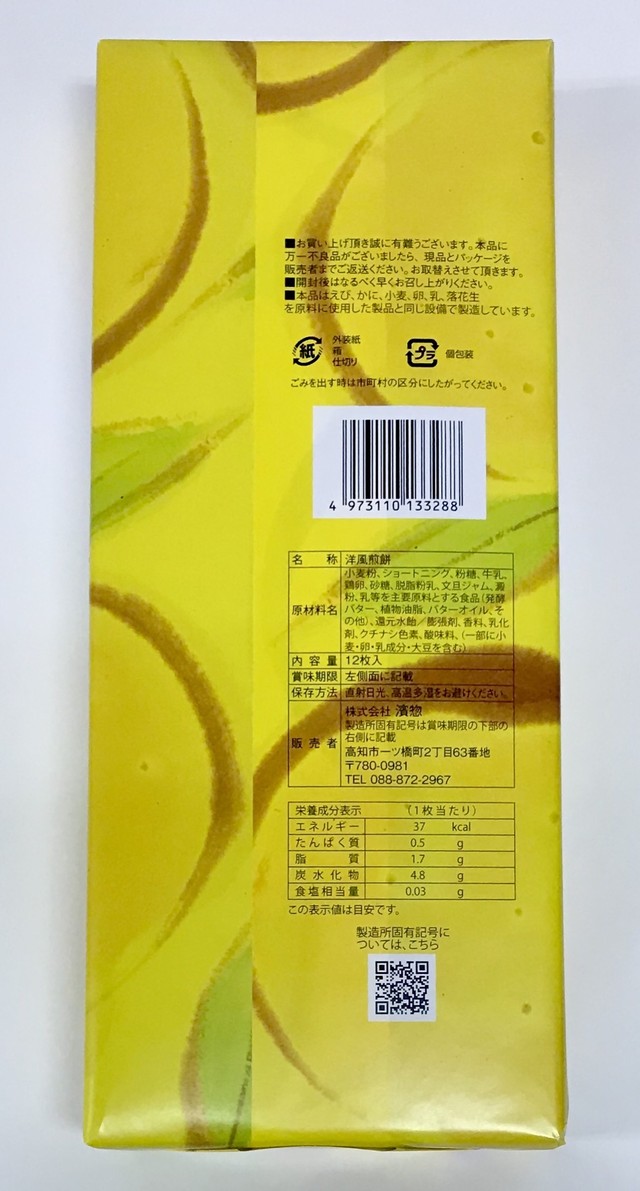 ■お買い上げ頂き誠に有難うございます。本品に
万一不良品がございましたら、現品とパッケージを
販売者までご返送ください。お取替えさせて頂きます。
■開封後はなるべく早くお召し上がりください。
■本品はえび、かに、小麦、卵、乳、落花生
を原料に使用した製品と同じ設備で製造しています。
紙 外装紙 箱 仕切り
プラ 個包装
ごみを出す時は市町村の区分にしたがってください。
4 973110 133288
名称 洋風煎餅
原材料名 小麦粉、ショートニング、粉糖、牛乳、
鶏卵、砂糖、脱脂粉乳、文旦ジャム、澱
粉、乳等を主要原料とする食品(発酵
バター、植物油脂、バターオイル、そ
の他)、還元水飴/膨張剤、香料、乳化
剤、クチナシ色素、酸味料、(一部に小
麦・卵・乳成分・大豆を含む)
内容量 12枚入
賞味期限 左側面に記載
保存方法 直射日光、高温多湿をお避けください。
販売者 株式会社 濱惣
製造所固有記号は賞味期限の下部の
右側に記載
高知市一ツ橋町2丁目63番地
〒780-0981
TEL 088-872-2967
栄養成分表示 (1枚当たり)
エネルギー 37 kcal
たんぱく質 0.5 g
脂質 1.7 g
炭水化物 4.8 g
食塩相当量 0.03 g
この表示値は目安です。
製造所固有記号に
ついては、こちら